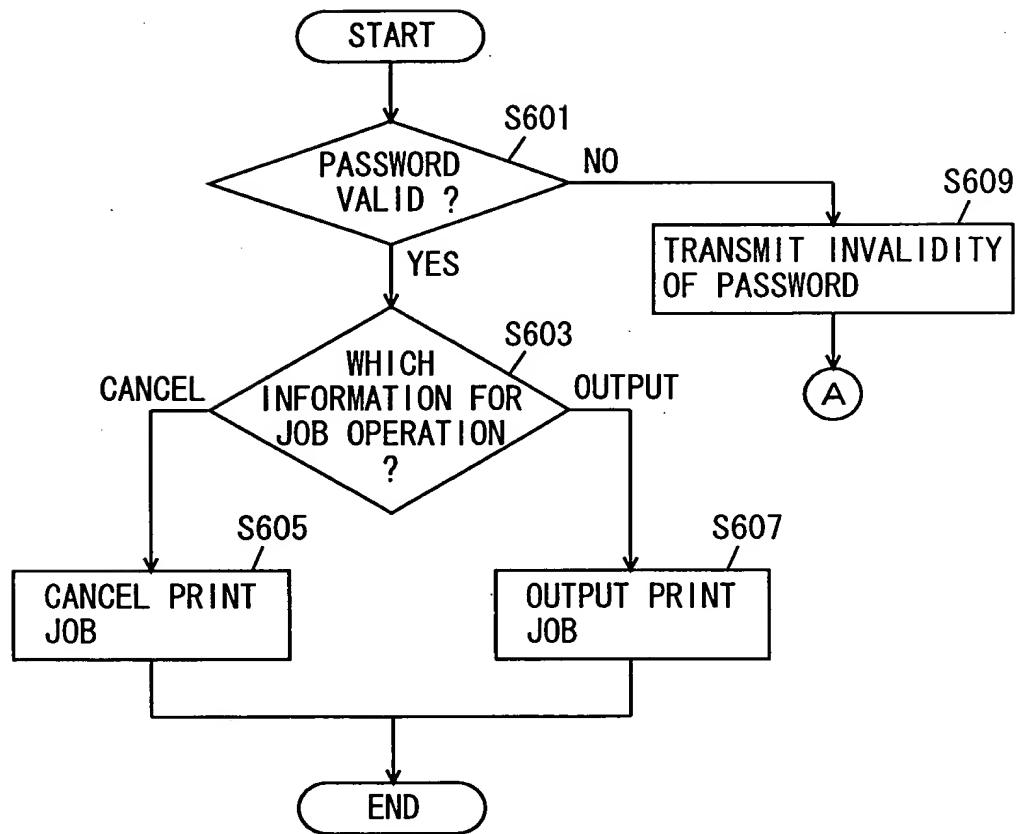 START
S601
PASSWORD
VALID ?
NO
S609
TRANSMIT INVALIDITY
OF PASSWORD
YES
S603
WHICH
CANCEL
INFORMATION FOR
OUTPUT
JOB OPERATION
?
A
S605
S607
CANCEL PRINT
JOB
OUTPUT PRINT
JOB
END